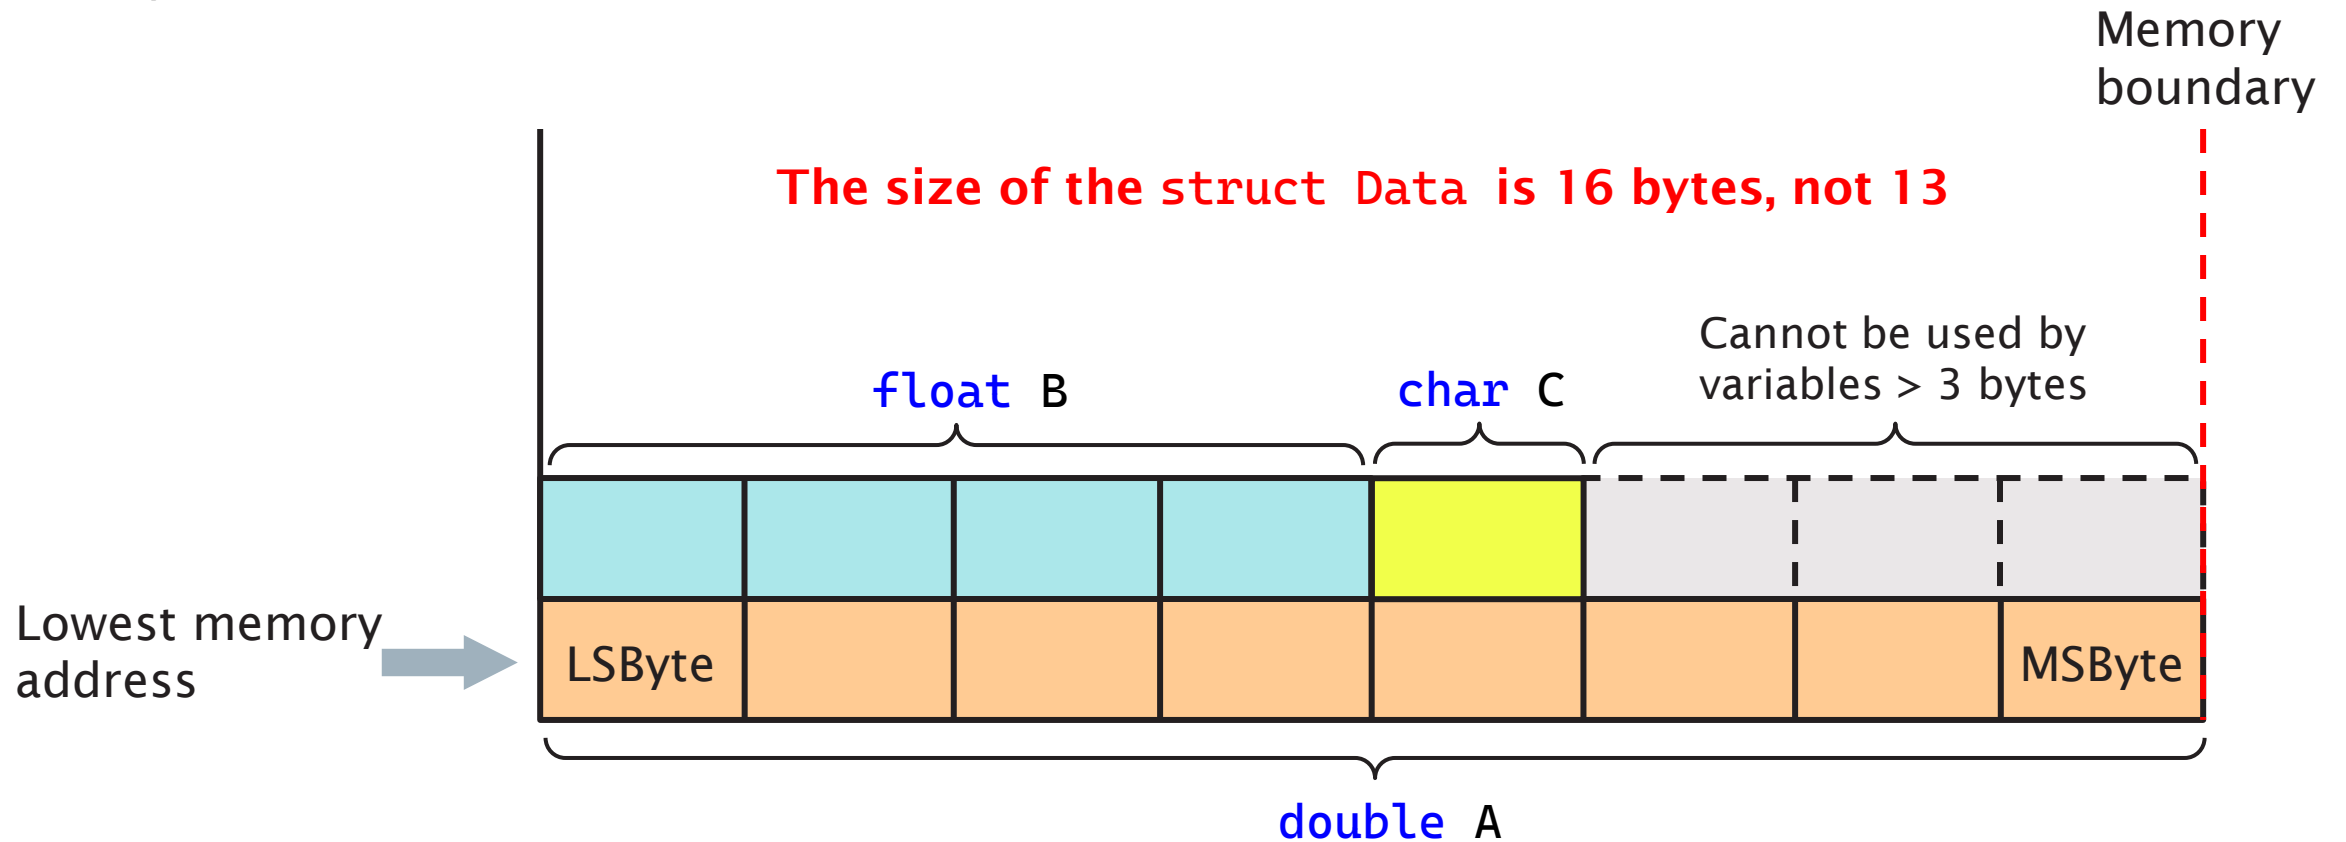 Memory
boundary
The size of the struct Data is 16 bytes, not 13
Cannot be used by
variables > 3 bytes
float B
char C
Lowest memory
address
LSByte
MSByte
double A